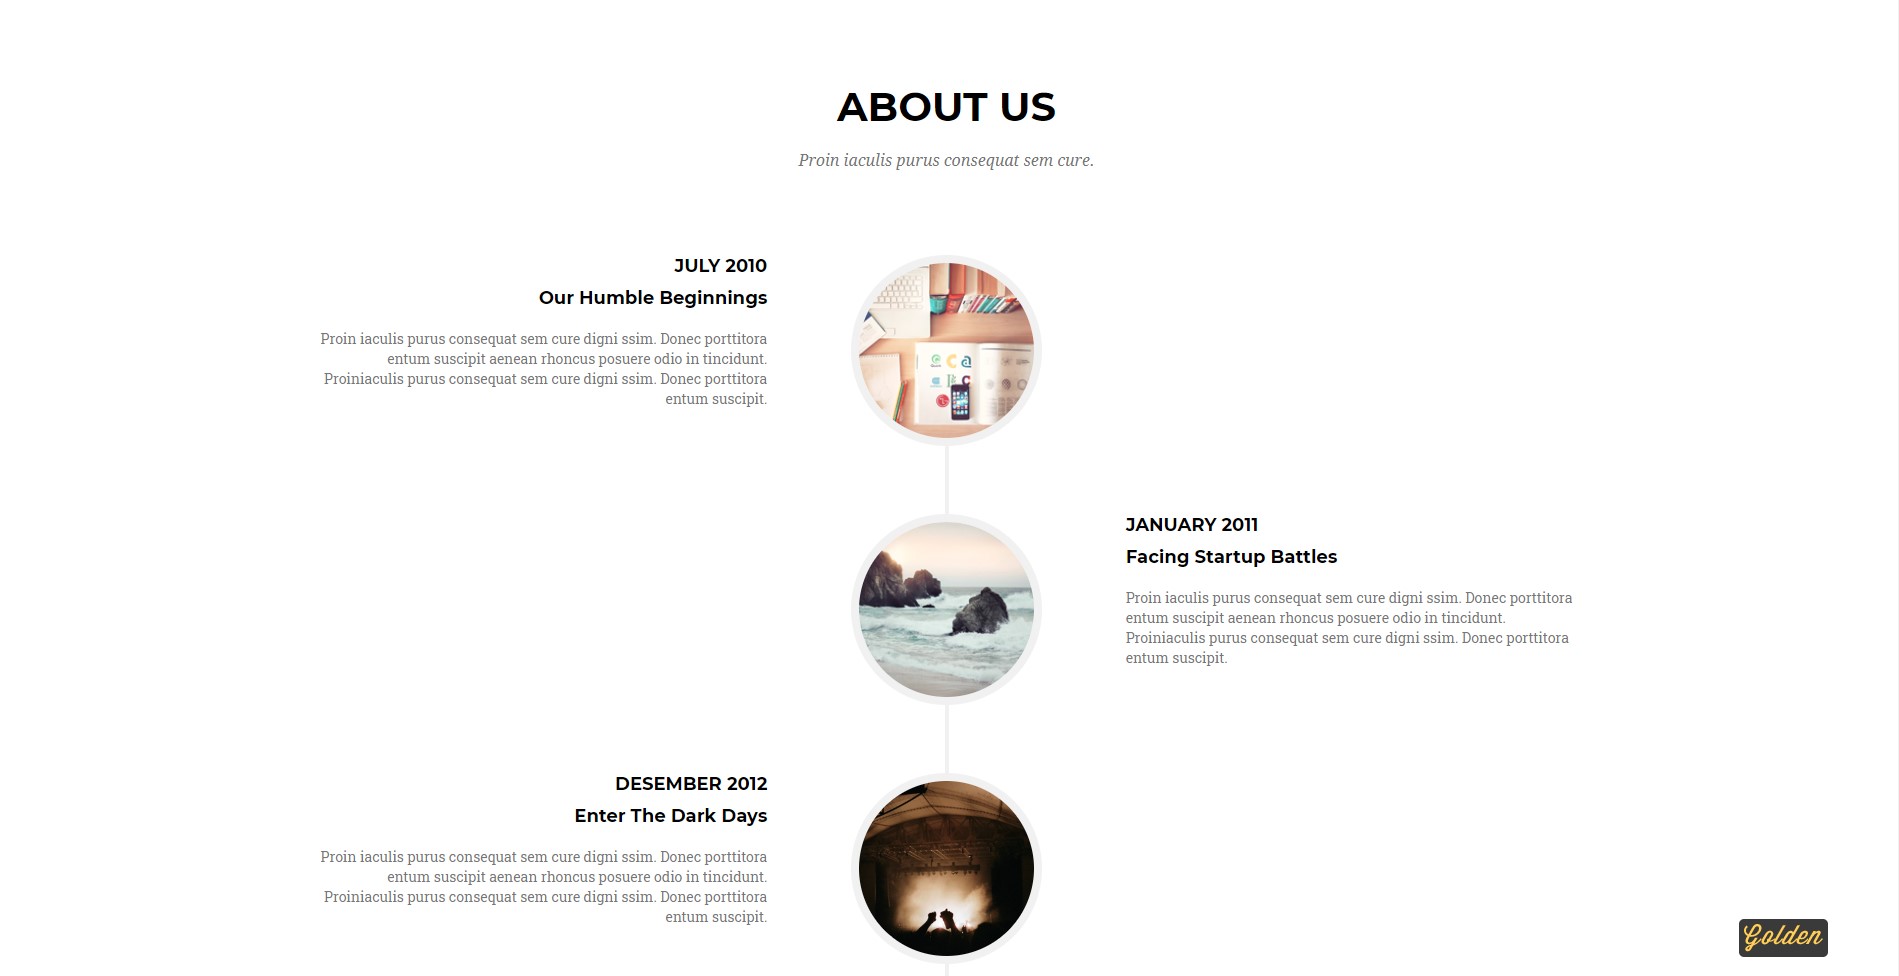 ABOUT US
Proin iaculis purus consequat sem cure.
JULY 2010
Our Humble Beginnings
Proin iaculis purus consequat sem cure digni ssim. Donec porttitora
entum suscipit aenean rhoncus posuere odio in tincidunt.
Proiniaculis purus consequat sem cure digni ssim. Donec porttitora
entum suscipit.
JANUARY 2011
Facing Startup Battles
Proin iaculis purus consequat sem cure digni ssim. Donec porttitora
entum suscipit aenean rhoncus posuere odio in tincidunt.
Proiniaculis purus consequat sem cure digni ssim. Donec porttitora
entum suscipit.
DESEMBER 2012
Enter The Dark Days
Proin iaculis purus consequat sem cure digni ssim. Donec porttitora
entum suscipit aenean rhoncus posuere odio in tincidunt.
Proiniaculis purus consequat sem cure digni ssim. Donec porttitora
entum suscipit.
Golden